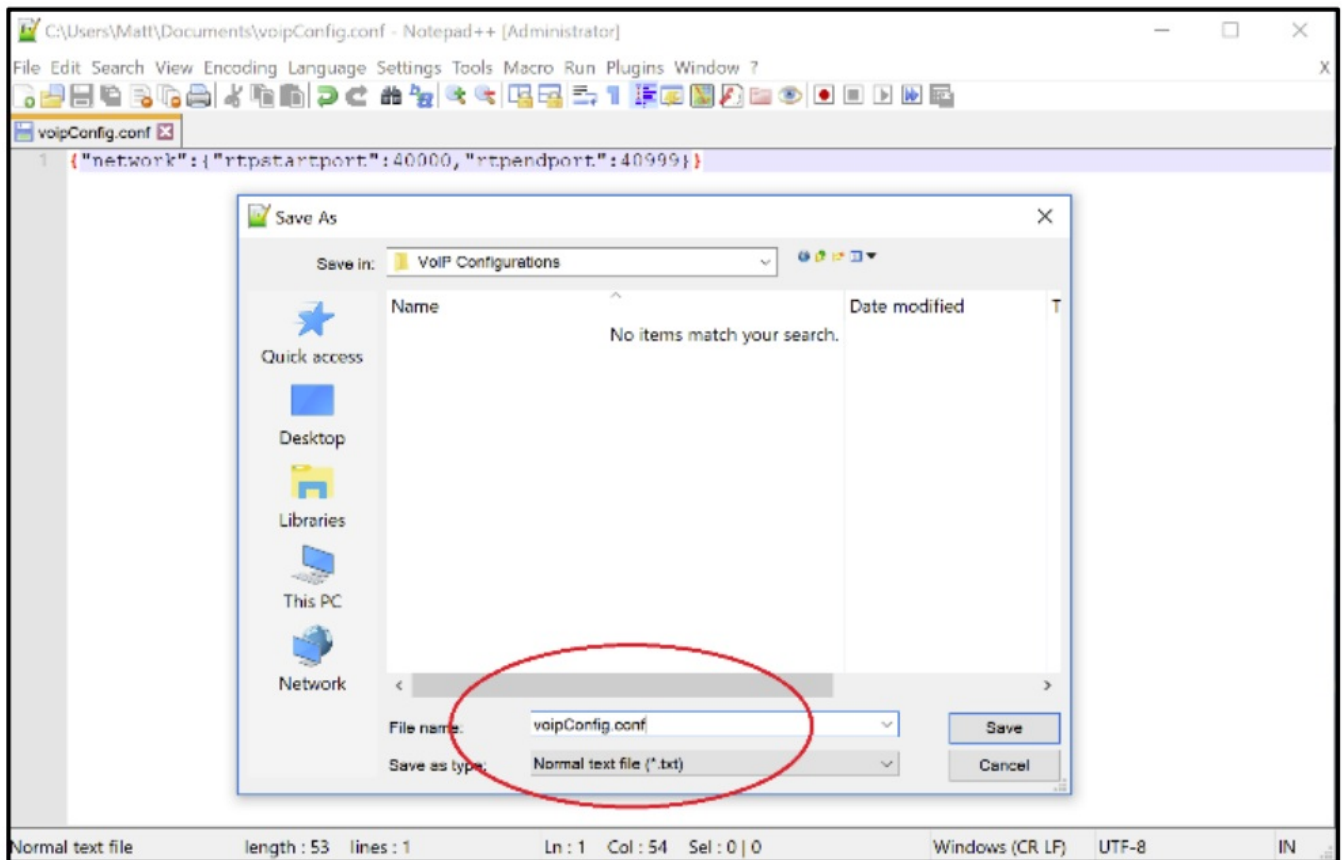 C:\Users\Matt\Documents\voipConfig.conf - Notepad++ [Administrator]
File Edit Search View Encoding Language Settings Tools Macro Run Plugins Window ? X
voipConfig.conf
1 {"network":{"rtpstartport":40000,"rtpendport":40999}}
Save As
Save in: VoIP Configurations
Name Date modified T
No items match your search.
Quick access
Desktop
Libraries
This PC
Network
File name: voipConfig.conf Save
Save as type: Normal text file (*.txt) Cancel
Normal text file length : 53 lines : 1 Ln : 1 Col : 54 Sel : 0 | 0 Windows (CR LF) UTF-8 IN